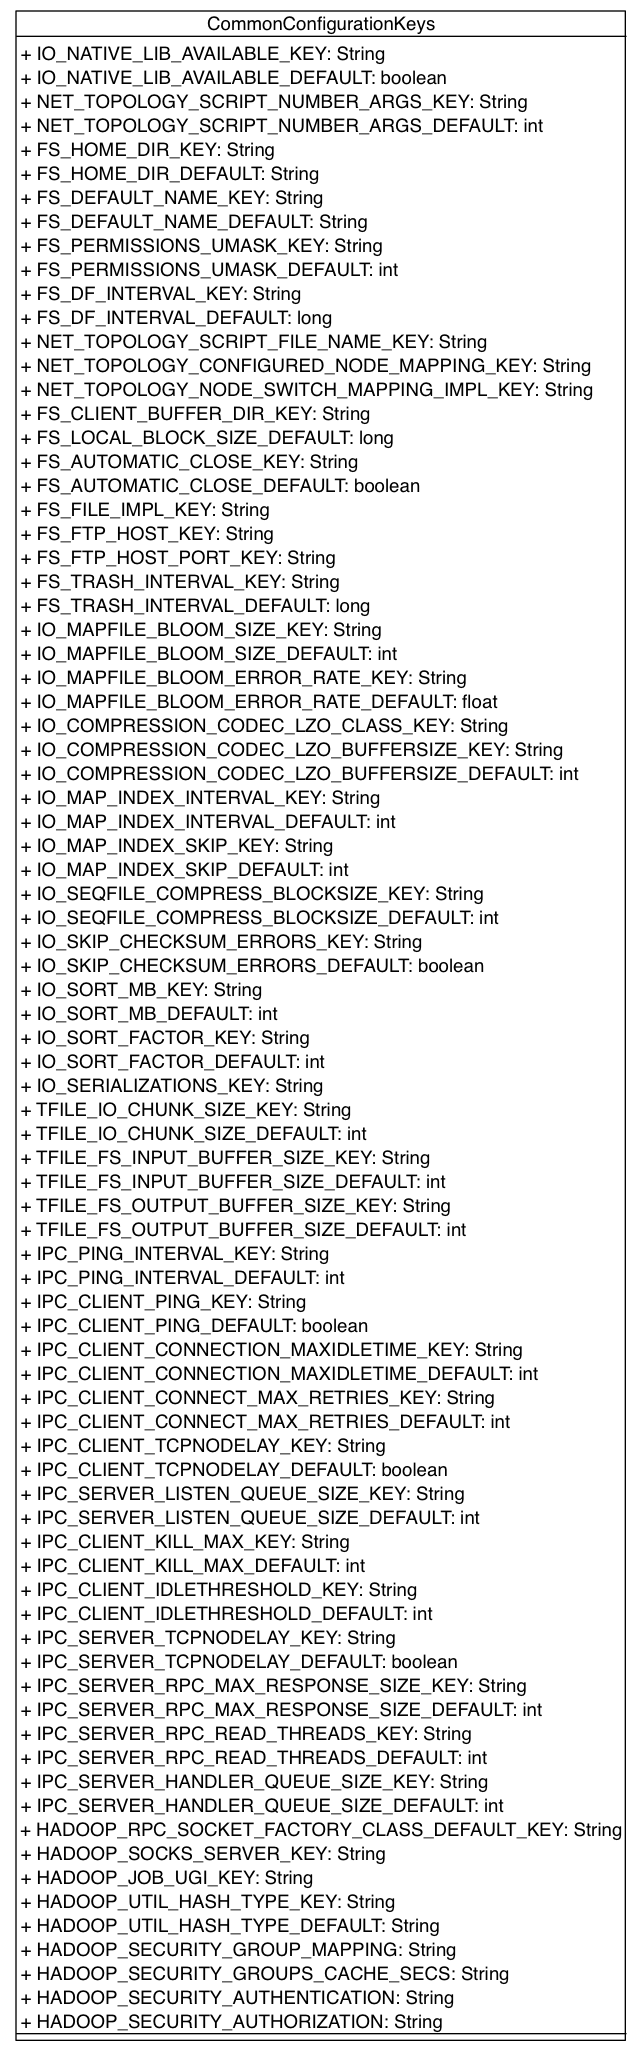 CommonConfigurationKeys
+ IO_NATIVE_LIB_AVAILABLE_KEY: String
+ IO_NATIVE_LIB_AVAILABLE_DEFAULT: boolean
+ NET_TOPOLOGY_SCRIPT_NUMBER_ARGS_KEY: String
+ NET_TOPOLOGY_SCRIPT_NUMBER_ARGS_DEFAULT: int
+ FS_HOME_DIR_KEY: String
+ FS_HOME_DIR_DEFAULT: String
+ FS_DEFAULT_NAME_KEY: String
+ FS_DEFAULT_NAME_DEFAULT: String
+ FS_PERMISSIONS_UMASK_KEY: String
+ FS_PERMISSIONS_UMASK_DEFAULT: int
+ FS_DF_INTERVAL_KEY: String
+ FS_DF_INTERVAL_DEFAULT: long
+ NET_TOPOLOGY_SCRIPT_FILE_NAME_KEY: String
+ NET_TOPOLOGY_CONFIGURED_NODE_MAPPING_KEY: String
+ NET_TOPOLOGY_NODE_SWITCH_MAPPING_IMPL_KEY: String
+ FS_CLIENT_BUFFER_DIR_KEY: String
+ FS_LOCAL_BLOCK_SIZE_DEFAULT: long
+ FS_AUTOMATIC_CLOSE_KEY: String
+ FS_AUTOMATIC_CLOSE_DEFAULT: boolean
+ FS_FILE_IMPL_KEY: String
+ FS_FTP_HOST_KEY: String
+ FS_FTP_HOST_PORT_KEY: String
+ FS_TRASH_INTERVAL_KEY: String
+ FS_TRASH_INTERVAL_DEFAULT: long
+ IO_MAPFILE_BLOOM_SIZE_KEY: String
+ IO_MAPFILE_BLOOM_SIZE_DEFAULT: int
+ IO_MAPFILE_BLOOM_ERROR_RATE_KEY: String
+ IO_MAPFILE_BLOOM_ERROR_RATE_DEFAULT: float
+ IO_COMPRESSION_CODEC_LZO_CLASS_KEY: String
+ IO_COMPRESSION_CODEC_LZO_BUFFERSIZE_KEY: String
+ IO_COMPRESSION_CODEC_LZO_BUFFERSIZE_DEFAULT: int
+ IO_MAP_INDEX_INTERVAL_KEY: String
+ IO_MAP_INDEX_INTERVAL_DEFAULT: int
+ IO_MAP_INDEX_SKIP_KEY: String
+ IO_MAP_INDEX_SKIP_DEFAULT: int
+ IO_SEQFILE_COMPRESS_BLOCKSIZE_KEY: String
+ IO_SEQFILE_COMPRESS_BLOCKSIZE_DEFAULT: int
+ IO_SKIP_CHECKSUM_ERRORS_KEY: String
+ IO_SKIP_CHECKSUM_ERRORS_DEFAULT: boolean
+ IO_SORT_MB_KEY: String
+ IO_SORT_MB_DEFAULT: int
+ IO_SORT_FACTOR_KEY: String
+ IO_SORT_FACTOR_DEFAULT: int
+ IO_SERIALIZATIONS_KEY: String
+ TFILE_IO_CHUNK_SIZE_KEY: String
+ TFILE_IO_CHUNK_SIZE_DEFAULT: int
+ TFILE_FS_INPUT_BUFFER_SIZE_KEY: String
+ TFILE_FS_INPUT_BUFFER_SIZE_DEFAULT: int
+ TFILE_FS_OUTPUT_BUFFER_SIZE_KEY: String
+ TFILE_FS_OUTPUT_BUFFER_SIZE_DEFAULT: int
+ IPC_PING_INTERVAL_KEY: String
+ IPC_PING_INTERVAL_DEFAULT: int
+ IPC_CLIENT_PING_KEY: String
+ IPC_CLIENT_PING_DEFAULT: boolean
+ IPC_CLIENT_CONNECTION_MAXIDLETIME_KEY: String
+ IPC_CLIENT_CONNECTION_MAXIDLETIME_DEFAULT: int
+ IPC_CLIENT_CONNECT_MAX_RETRIES_KEY: String
+ IPC_CLIENT_CONNECT_MAX_RETRIES_DEFAULT: int
+ IPC_CLIENT_TCPNODELAY_KEY: String
+ IPC_CLIENT_TCPNODELAY_DEFAULT: boolean
+ IPC_SERVER_LISTEN_QUEUE_SIZE_KEY: String
+ IPC_SERVER_LISTEN_QUEUE_SIZE_DEFAULT: int
+ IPC_CLIENT_KILL_MAX_KEY: String
+ IPC_CLIENT_KILL_MAX_DEFAULT: int
+ IPC_CLIENT_IDLETHRESHOLD_KEY: String
+ IPC_CLIENT_IDLETHRESHOLD_DEFAULT: int
+ IPC_SERVER_TCPNODELAY_KEY: String
+ IPC_SERVER_TCPNODELAY_DEFAULT: boolean
+ IPC_SERVER_RPC_MAX_RESPONSE_SIZE_KEY: String
+ IPC_SERVER_RPC_MAX_RESPONSE_SIZE_DEFAULT: int
+ IPC_SERVER_RPC_READ_THREADS_KEY: String
+ IPC_SERVER_RPC_READ_THREADS_DEFAULT: int
+ IPC_SERVER_HANDLER_QUEUE_SIZE_KEY: String
+ IPC_SERVER_HANDLER_QUEUE_SIZE_DEFAULT: int
+ HADOOP_RPC_SOCKET_FACTORY_CLASS_DEFAULT_KEY: String
+ HADOOP_SOCKS_SERVER_KEY: String
+ HADOOP_JOB_UGI_KEY: String
+ HADOOP_UTIL_HASH_TYPE_KEY: String
+ HADOOP_UTIL_HASH_TYPE_DEFAULT: String
+ HADOOP_SECURITY_GROUP_MAPPING: String
+ HADOOP_SECURITY_GROUPS_CACHE_SECS: String
+ HADOOP_SECURITY_AUTHENTICATION: String
+ HADOOP_SECURITY_AUTHORIZATION: String